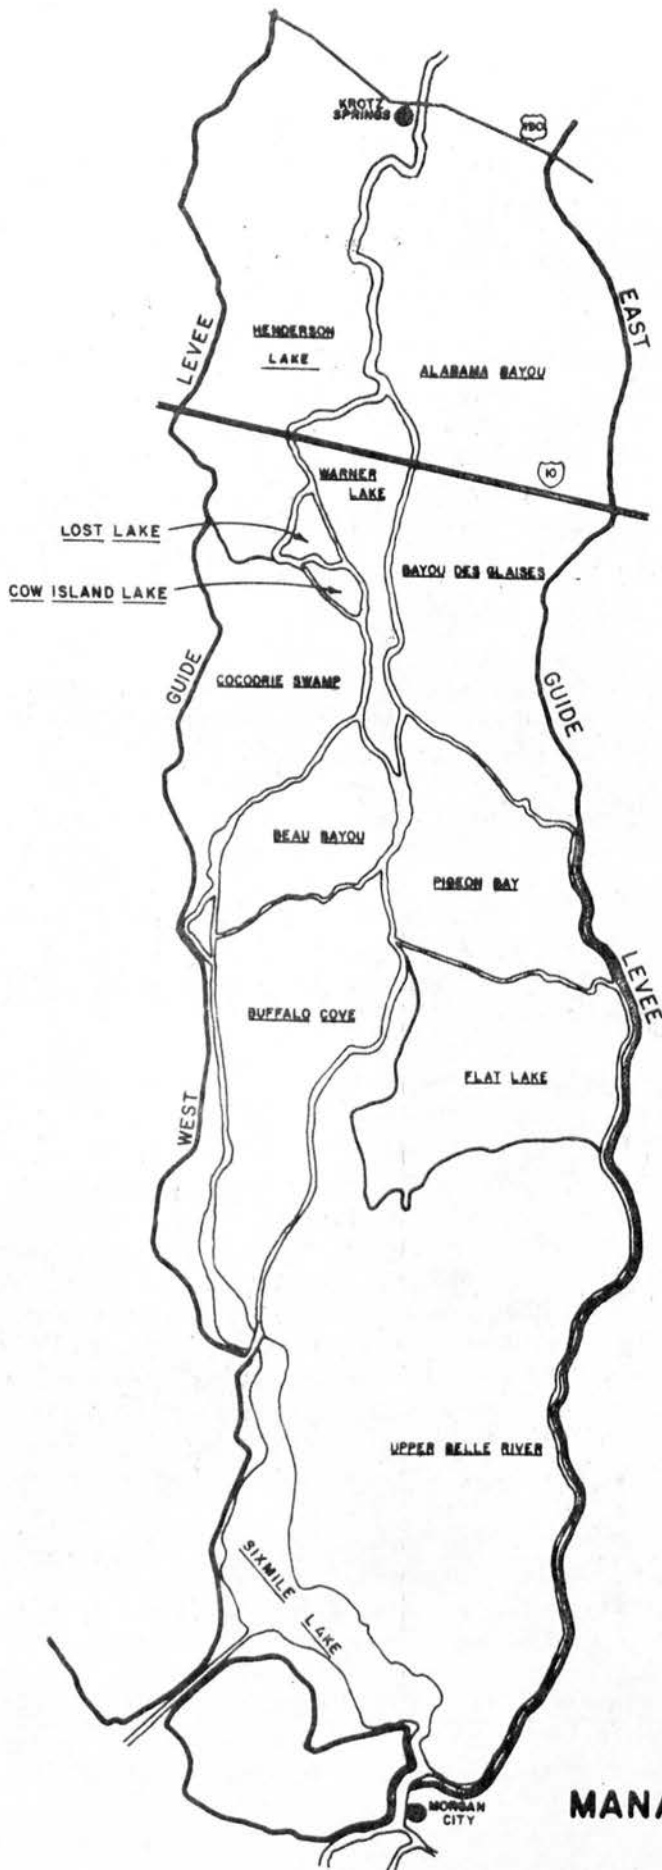 KROTZ
SPRINGS
190
LEVEE
EAST
HENDERSON
LAKE
ALABAMA BAYOU
WARNER
LAKE
10
LOST LAKE
BAYOU DES GLAISES
COW ISLAND LAKE
GUIDE
COCODRIE SWAMP
GUIDE
BEAU BAYOU
PIGEON BAY
LEVEE
BUFFALO COVE
FLAT LAKE
WEST
UPPER BELLE RIVER
SIXMILE LAKE
MORGAN
CITY
MANA